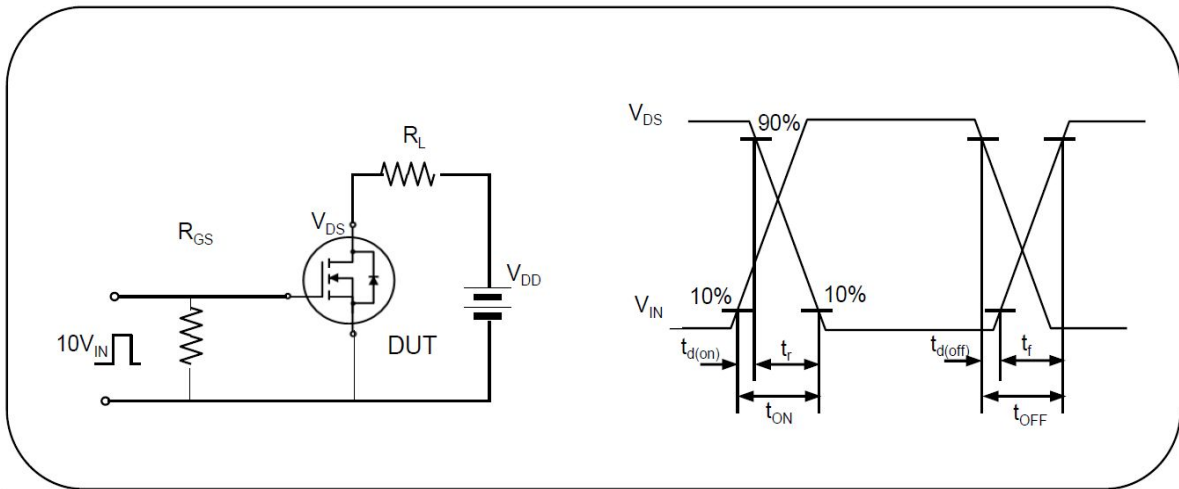 R_L
R_GS
V_DS
V_DD
10V_IN
DUT
V_DS
90%
V_IN
10%
10%
t_d(on)
t_r
t_ON
t_d(off)
t_f
t_OFF